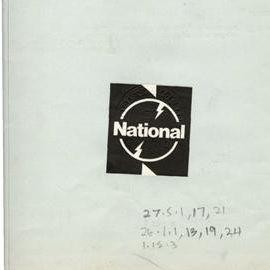 National
27.5.1, 17, 21
26.1.1, 13, 19, 24
1.15.3